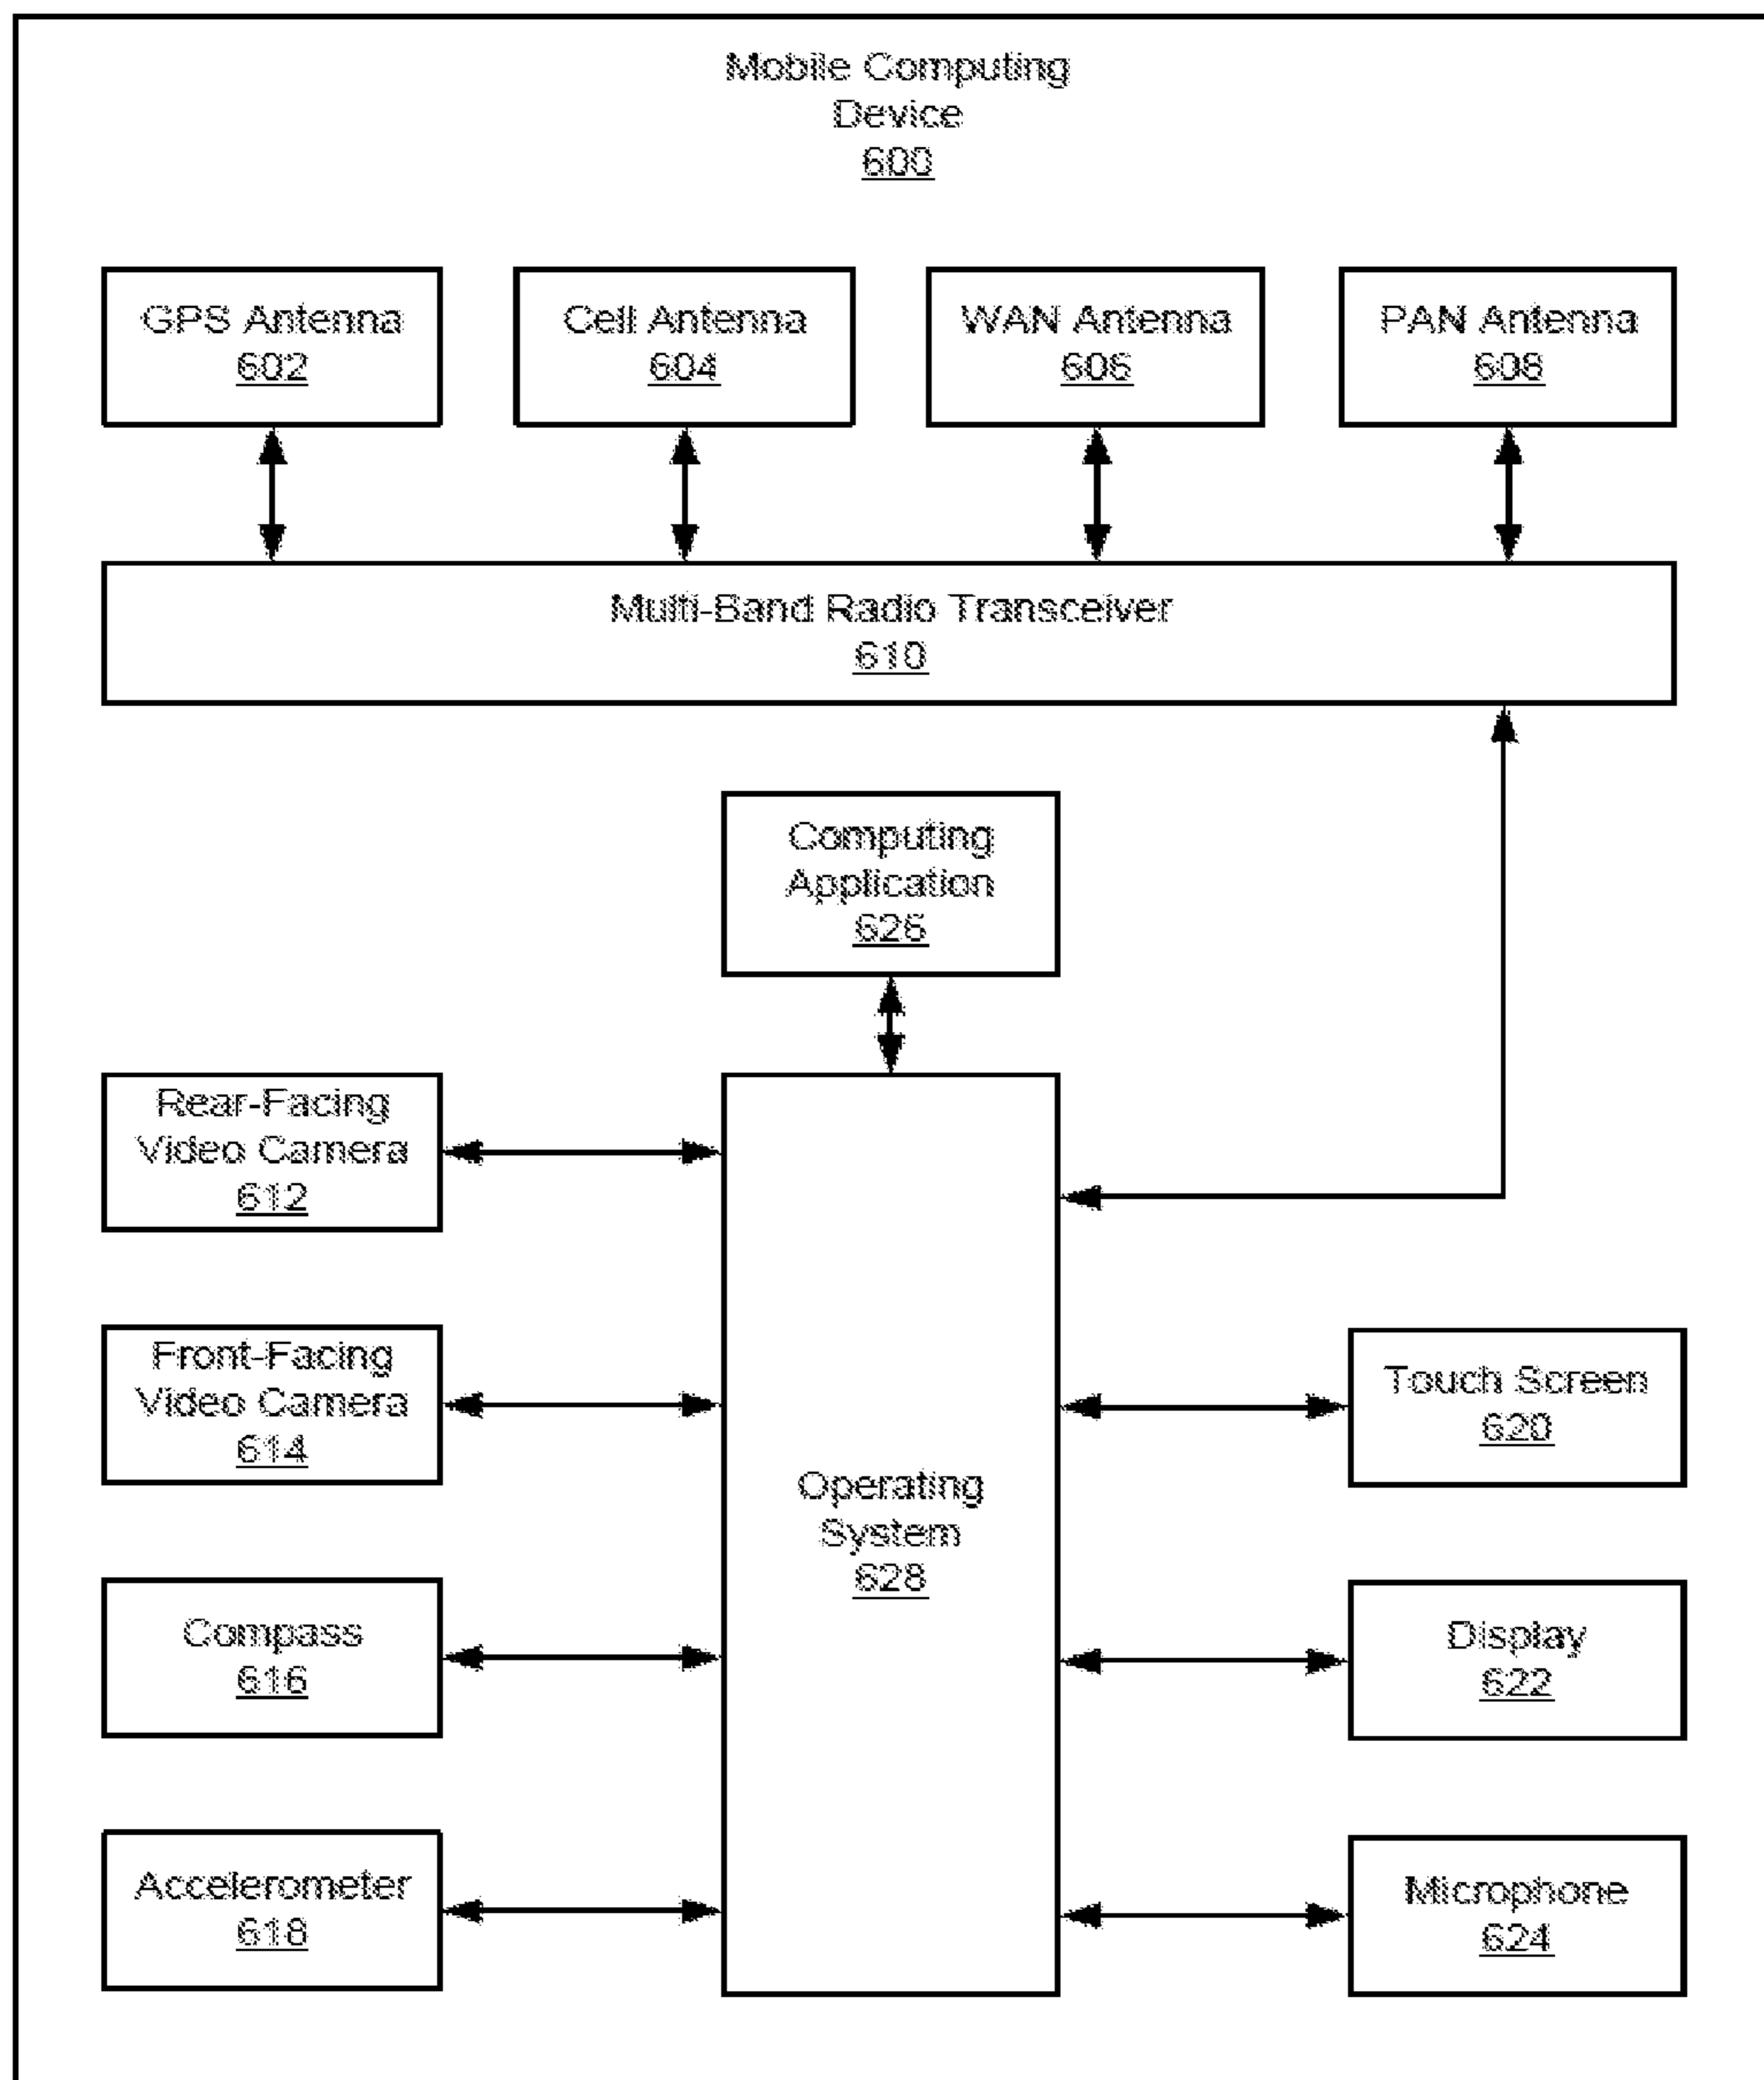 Mobile Computing
Device
600
GPS Antenna
602
Cell Antenna
604
WAN Antenna
606
PAN Antenna
608
Multi-Band Radio Transceiver
610
Computing
Application
626
Rear-Facing
Video Camera
612
Front-Facing
Video Camera
614
Touch Screen
620
Operating
System
628
Compass
616
Display
622
Accelerometer
618
Microphone
624